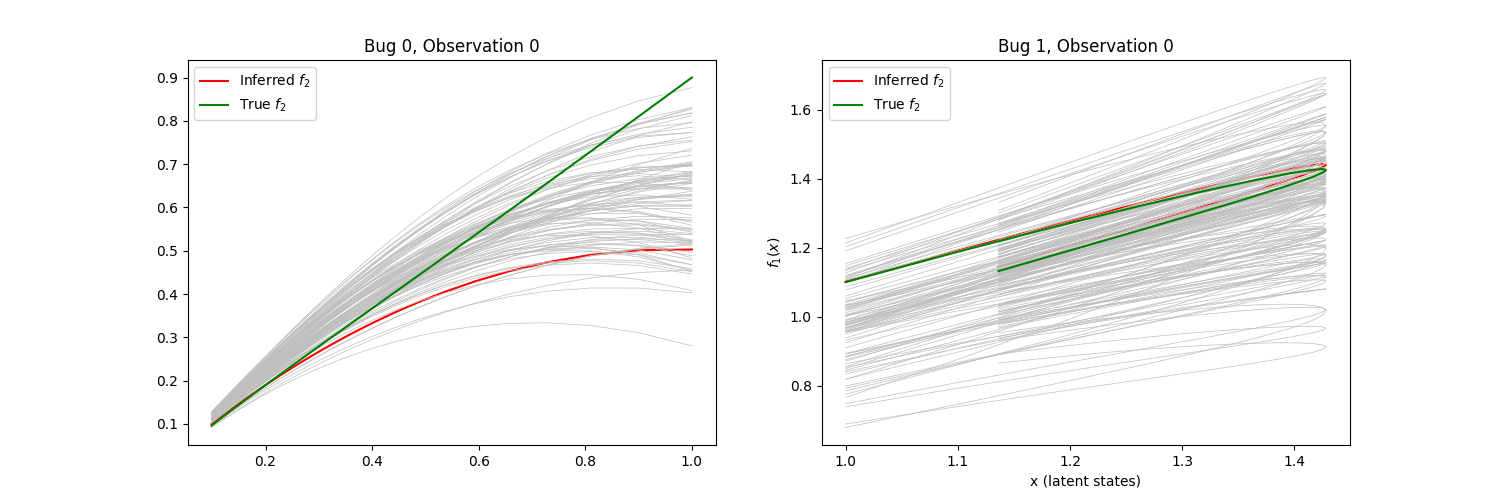 Bug 0, Observation 0
Inferred f₂
True f₂
0.9
0.8
0.7
0.6
0.5
0.4
0.3
0.2
0.1
0.2 0.4 0.6 0.8 1.0
Bug 1, Observation 0
Inferred f₂
True f₂
f₁(x)
1.6
1.4
1.2
1.0
0.8
1.0 1.1 1.2 1.3 1.4
x (latent states)